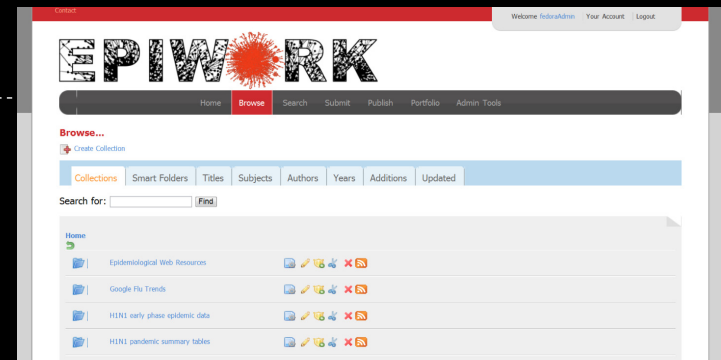 Contact
Welcome fedoraAdmin Your Account Logout
EPIWORK
Home Browse Search Submit Publish Portfolio Admin Tools
Browse...
Create Collection
Collections Smart Folders Titles Subjects Authors Years Additions Updated
Search for: Find
Home
Epidemiological Web Resources
Google Flu Trends
H1N1 early phase epidemic data
H1N1 pandemic summary tables